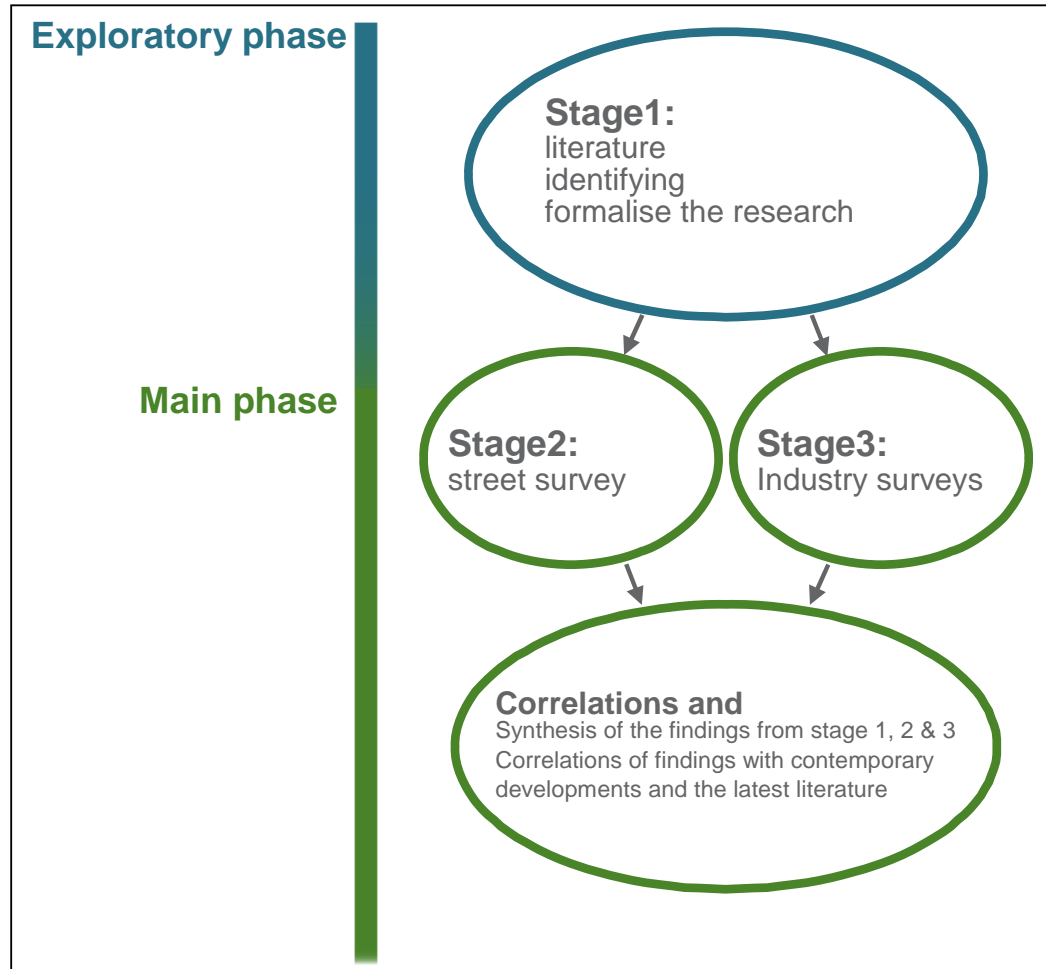 Exploratory phase
Stage1:
literature
identifying
formalise the research
Main phase
Stage2:
street survey
Stage3:
Industry surveys
Correlations and
Synthesis of the findings from stage 1, 2 & 3
Correlations of findings with contemporary
developments and the latest literature